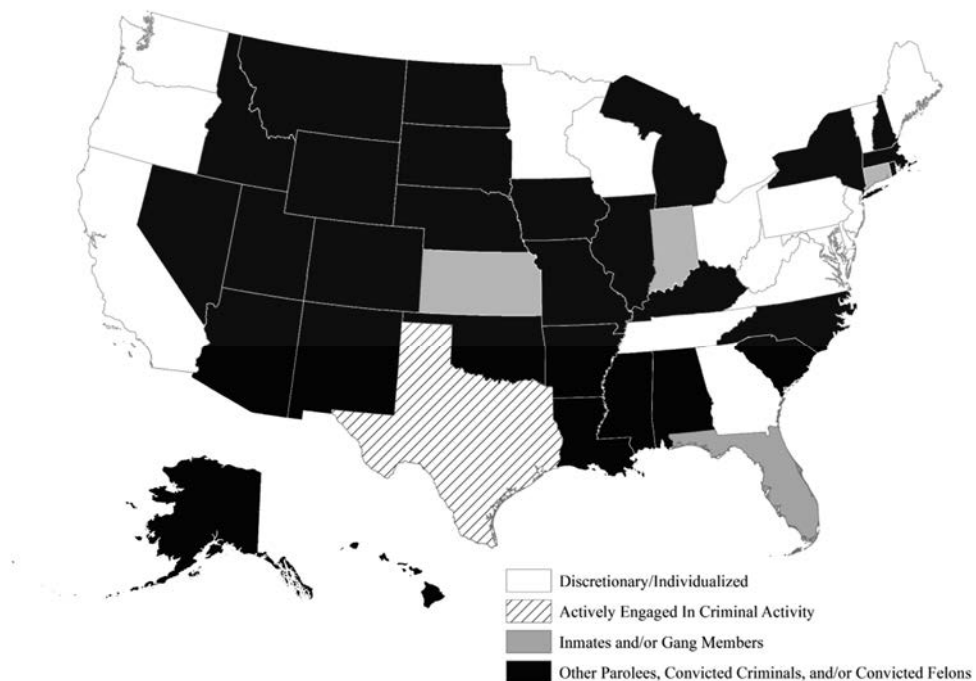 Discretionary/Individualized
Actively Engaged In Criminal Activity
Inmates and/or Gang Members
Other Parolees, Convicted Criminals, and/or Convicted Felons